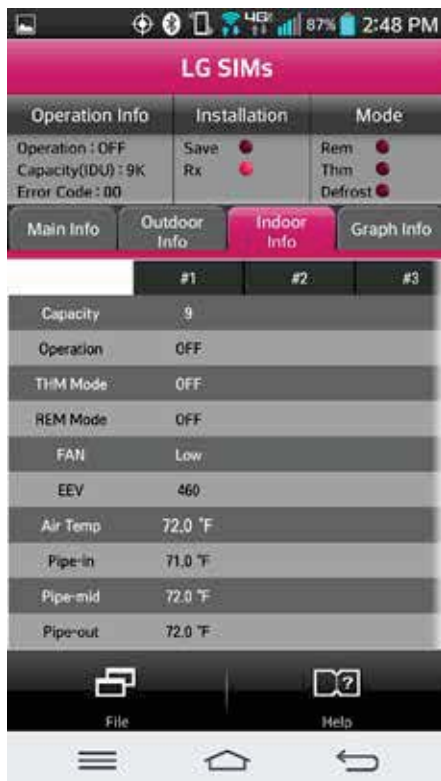 4G 87% 2:48 PM
LG SIMs
Operation Info Installation Mode
Operation : OFF Save Rem
Capacity(IDU) : 9K Rx Thm
Error Code : 00 Defrost
Main Info Outdoor Info Indoor Info Graph Info
#1 #2 #3
Capacity 9
Operation OFF
THM Mode OFF
REM Mode OFF
FAN Low
EEV 460
Air Temp 72.0 °F
Pipe-in 71.0 °F
Pipe-mid 72.0 °F
Pipe-out 72.0 °F
File Help